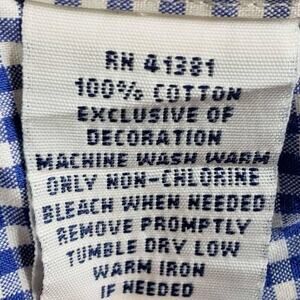 RN 41381
100% COTTON
EXCLUSIVE OF
DECORATION
MACHINE WASH WARM
ONLY NON-CHLORINE
BLEACH WHEN NEEDED
REMOVE PROMPTLY
TUMBLE DRY LOW
WARM IRON
IF NEEDED